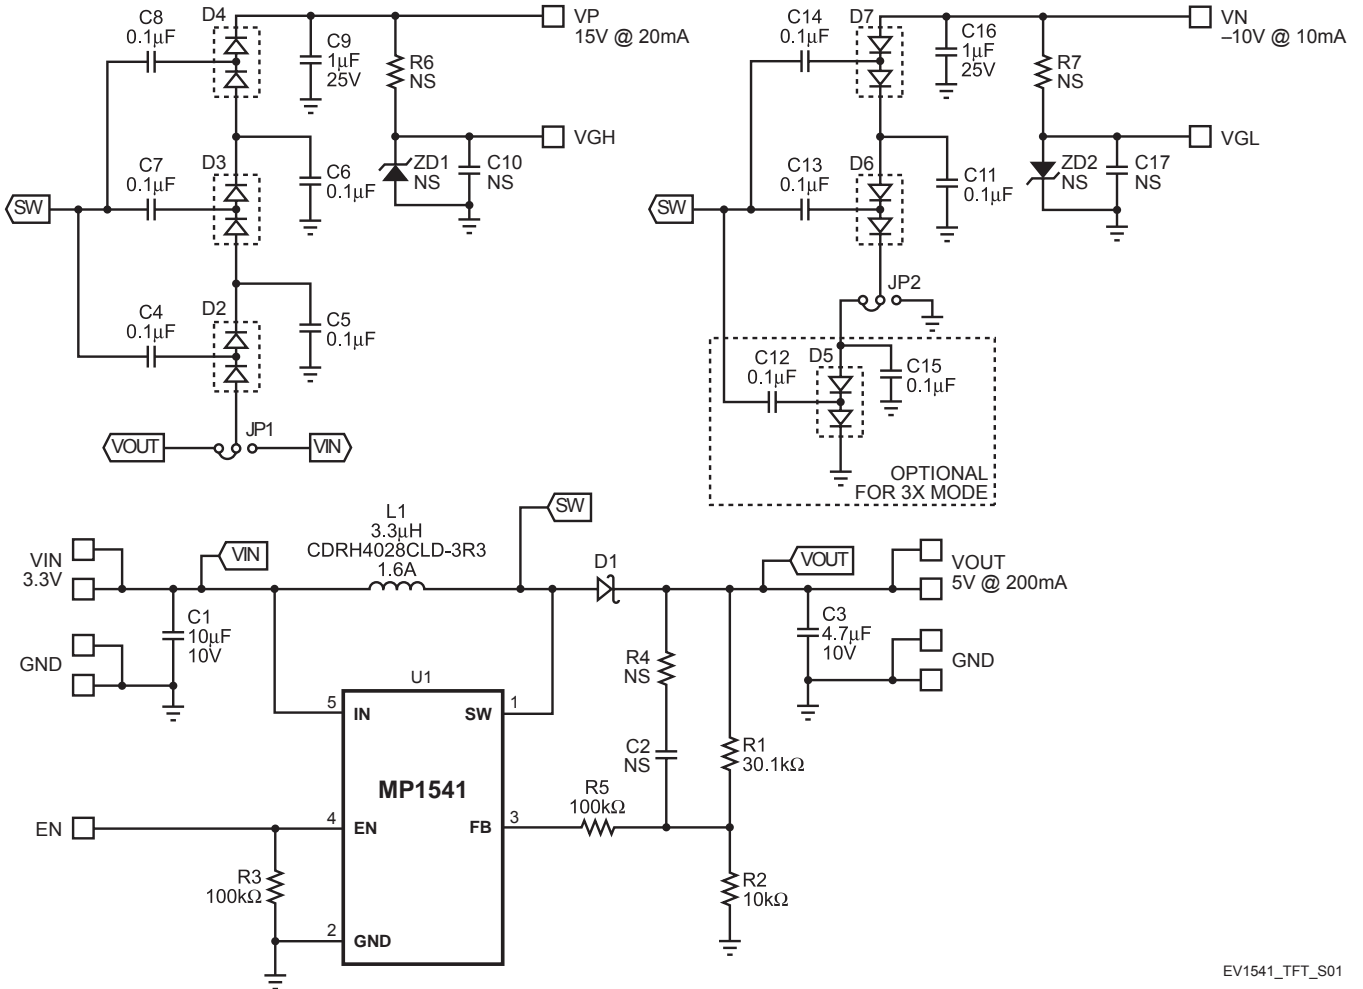 C8
0.1µF
D4
C9
1µF
25V
R6
NS
VP
15V @ 20mA
VGH
C7
0.1µF
D3
C6
0.1µF
ZD1
NS
C10
NS
SW
C4
0.1µF
D2
C5
0.1µF
VOUT
JP1
VIN
C14
0.1µF
D7
C16
1µF
25V
R7
NS
VN
–10V @ 10mA
VGL
C13
0.1µF
D6
C11
0.1µF
ZD2
NS
C17
NS
SW
JP2
C12
0.1µF
D5
C15
0.1µF
OPTIONAL
FOR 3X MODE
VIN
3.3V
GND
VIN
C1
10µF
10V
L1
3.3µH
CDRH4028CLD-3R3
1.6A
SW
D1
VOUT
VOUT
5V @ 200mA
C3
4.7µF
10V
GND
R4
NS
C2
NS
R1
30.1kΩ
R5
100kΩ
R2
10kΩ
U1
5
IN
SW
1
MP1541
EN
4
EN
FB
3
R3
100kΩ
2
GND
EV1541_TFT_S01